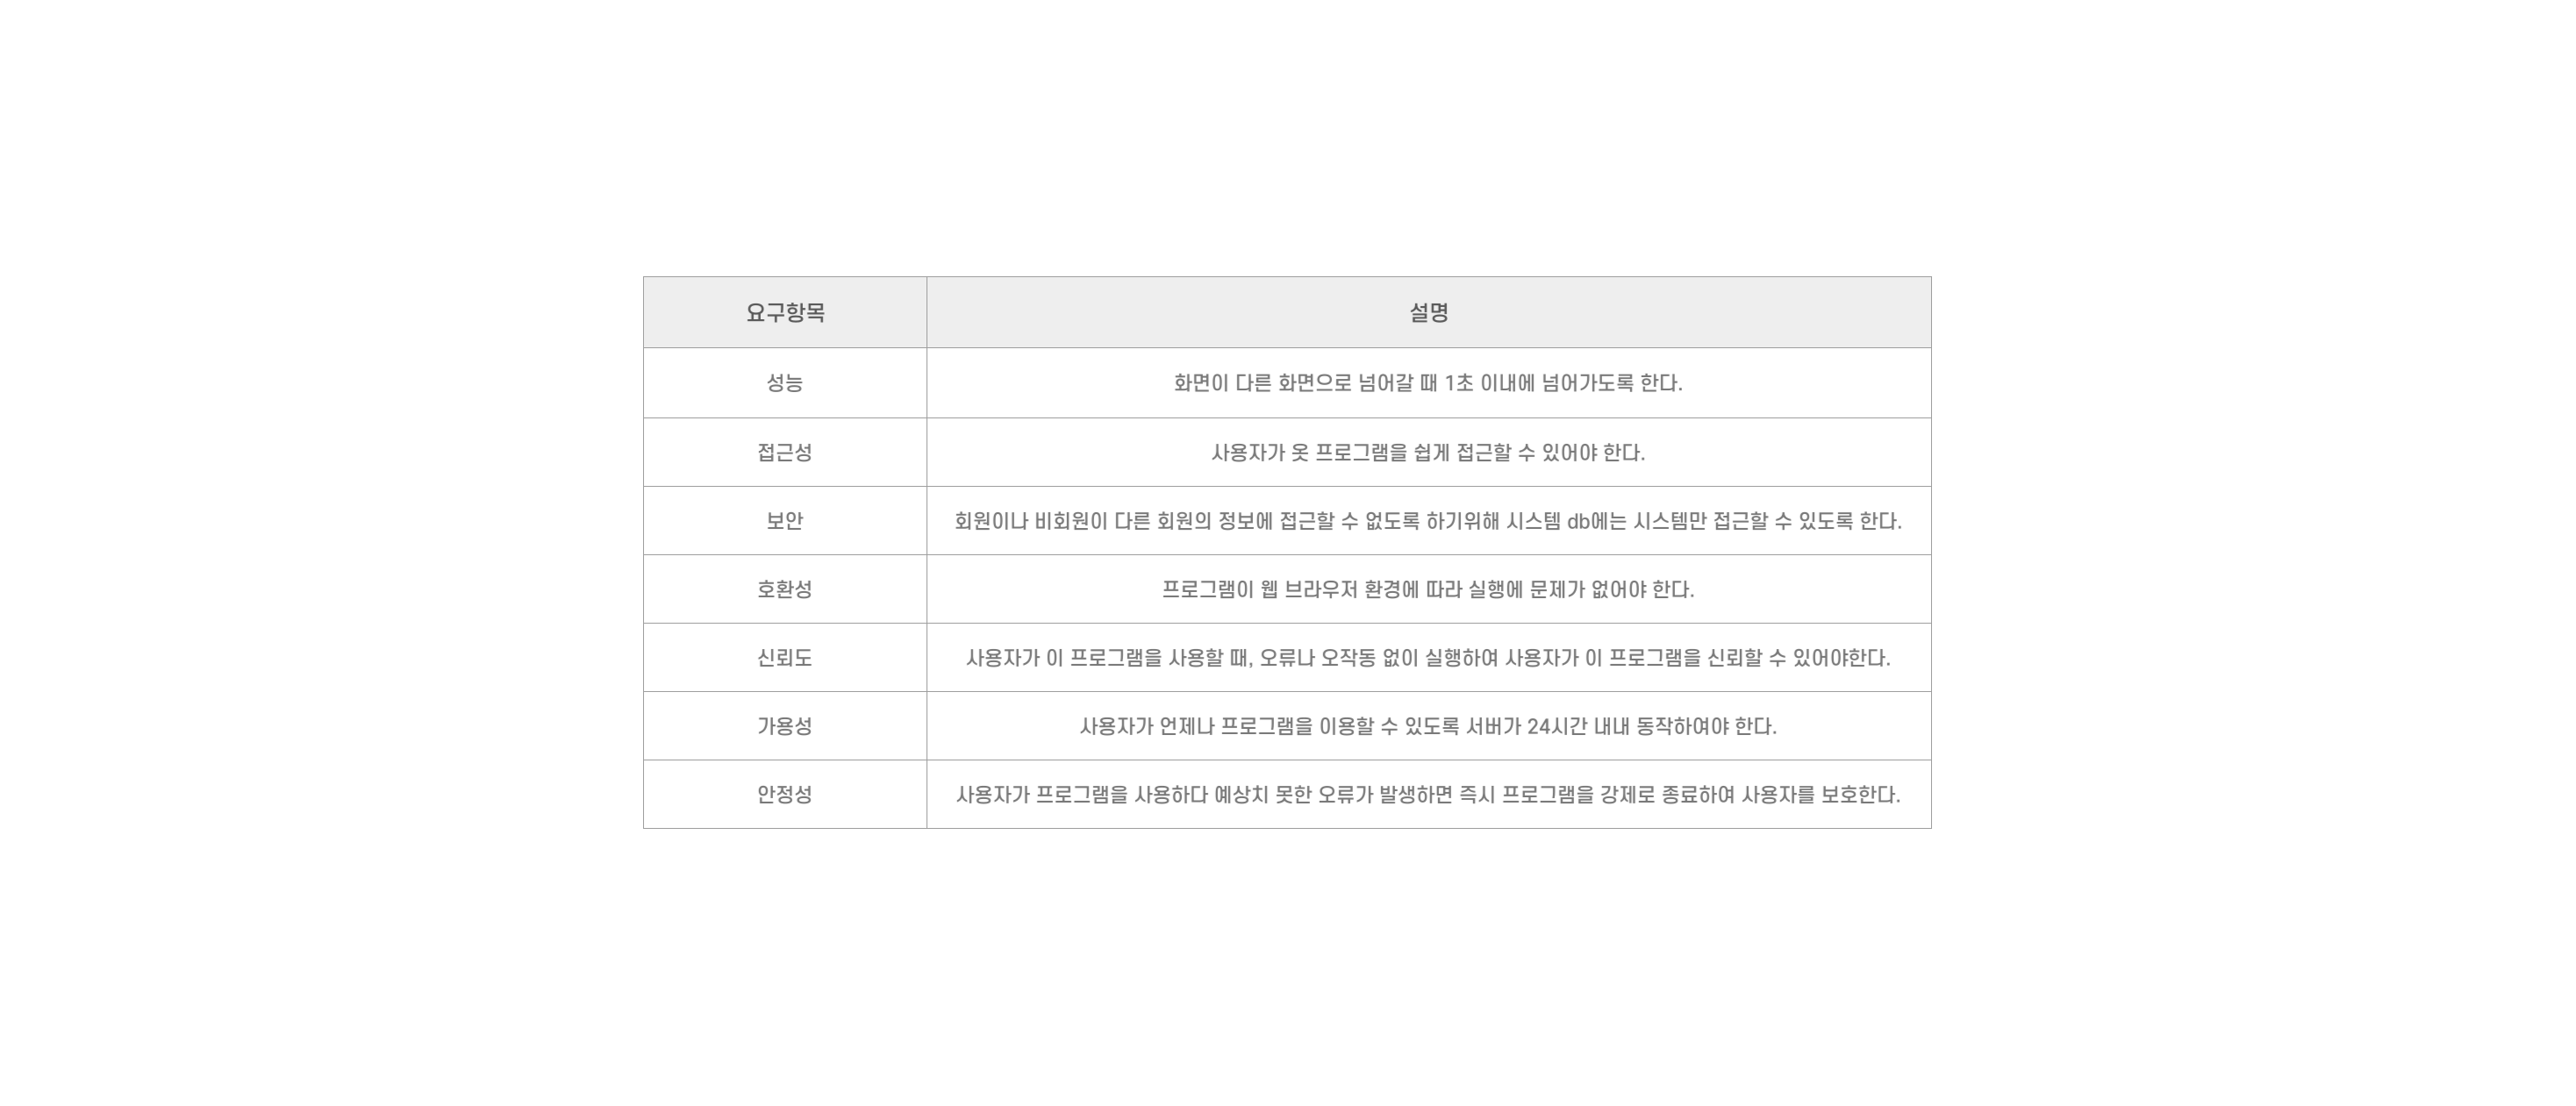 요구항목 설명
성능 화면이 다른 화면으로 넘어갈 때 1초 이내에 넘어가도록 한다.
접근성 사용자가 옷 프로그램을 쉽게 접근할 수 있어야 한다.
보안 회원이나 비회원이 다른 회원의 정보에 접근할 수 없도록 하기위해 시스템 db에는 시스템만 접근할 수 있도록 한다.
호환성 프로그램이 웹 브라우저 환경에 따라 실행에 문제가 없어야 한다.
신뢰도 사용자가 이 프로그램을 사용할 때, 오류나 오작동 없이 실행하여 사용자가 이 프로그램을 신뢰할 수 있어야한다.
가용성 사용자가 언제나 프로그램을 이용할 수 있도록 서버가 24시간 내내 동작하여야 한다.
안정성 사용자가 프로그램을 사용하다 예상치 못한 오류가 발생하면 즉시 프로그램을 강제로 종료하여 사용자를 보호한다.